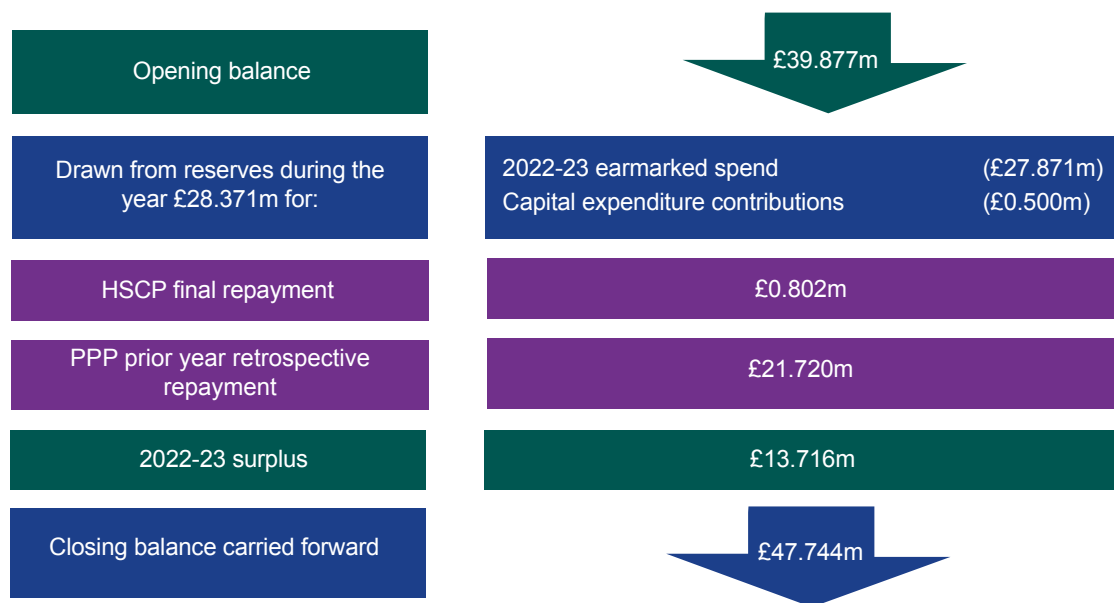 Opening balance
£39.877m
Drawn from reserves during the
year £28.371m for:
2022-23 earmarked spend (£27.871m)
Capital expenditure contributions (£0.500m)
HSCP final repayment
£0.802m
PPP prior year retrospective
repayment
£21.720m
2022-23 surplus
£13.716m
Closing balance carried forward
£47.744m